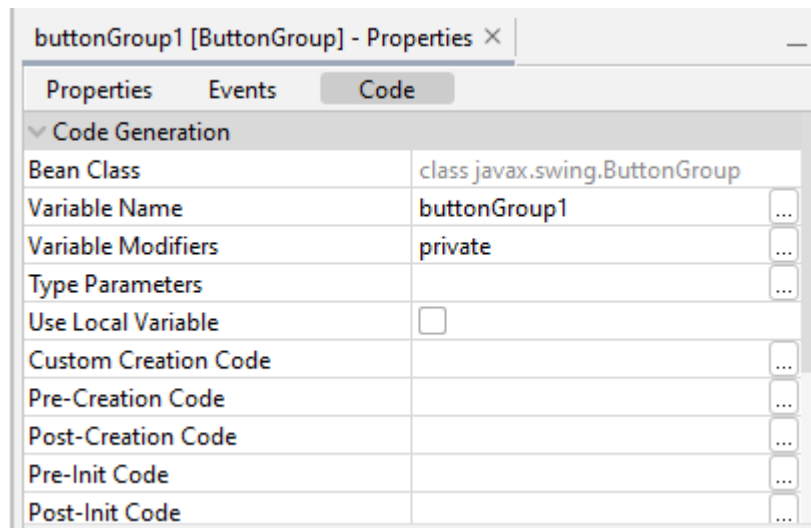 buttonGroup1 [ButtonGroup] - Properties ×
Properties Events Code
Code Generation
Bean Class class javax.swing.ButtonGroup
Variable Name buttonGroup1 ...
Variable Modifiers private ...
Type Parameters ...
Use Local Variable
Custom Creation Code ...
Pre-Creation Code ...
Post-Creation Code ...
Pre-Init Code ...
Post-Init Code ...